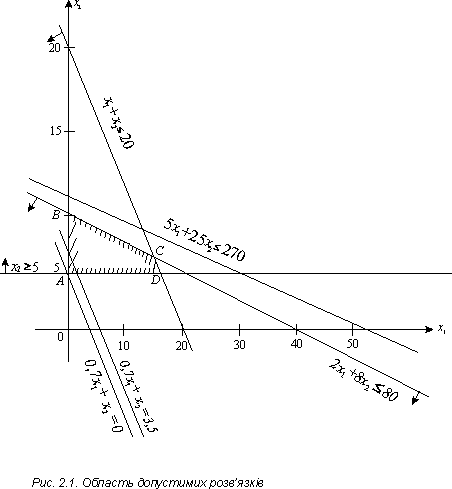 x₂
20
x₁+x₂≤20
15
B
5x₁+25x₂≤270
C
x₂≥5
5
A
D
0
10
20
30
40
50
x₁
2x₁+8x₂≤80
0,7x₁+x₂=0
0,7x₁+x₂=3,5
Рис. 2.1. Область допустимих розв'язків